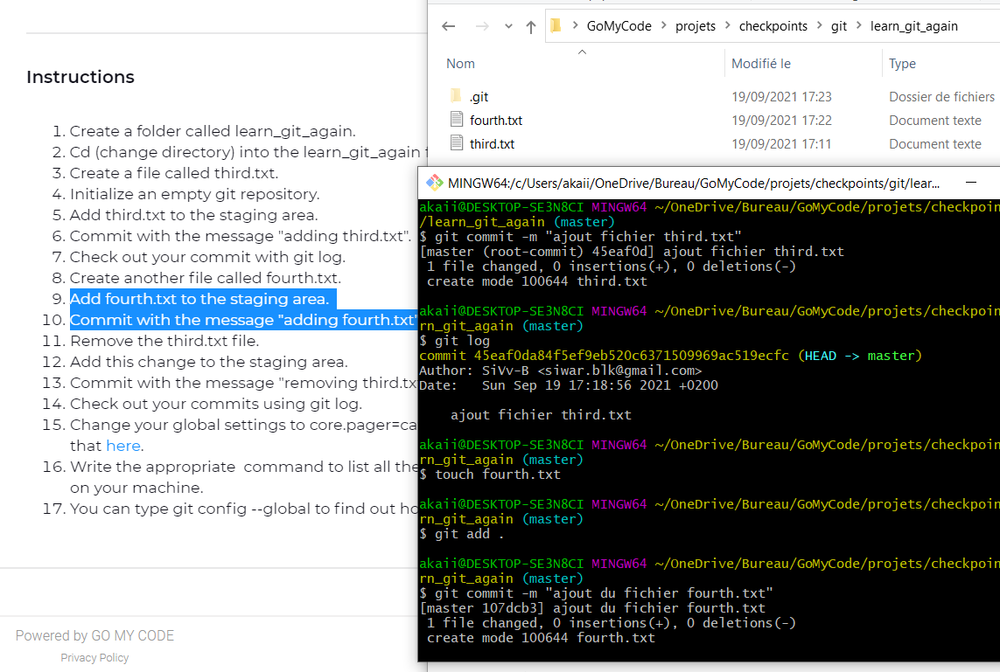 Instructions
1. Create a folder called learn_git_again.
2. Cd (change directory) into the learn_git_again
3. Create a file called third.txt.
4. Initialize an empty git repository.
5. Add third.txt to the staging area.
6. Commit with the message "adding third.txt".
7. Check out your commit with git log.
8. Create another file called fourth.txt.
9. Add fourth.txt to the staging area.
10. Commit with the message "adding fourth.txt"
11. Remove the third.txt file.
12. Add this change to the staging area.
13. Commit with the message "removing third.tx
14. Check out your commits using git log.
15. Change your global settings to core.pager=ca
that here.
16. Write the appropriate command to list all the
on your machine.
17. You can type git config --global to find out ho
Powered by GO MY CODE
Privacy Policy
GoMyCode > projets > checkpoints > git > learn_git_again
Nom Modifié le Type
.git 19/09/2021 17:23 Dossier de fichiers
fourth.txt 19/09/2021 17:22 Document texte
third.txt 19/09/2021 17:11 Document texte
MINGW64:/c/Users/akaii/OneDrive/Bureau/GoMyCode/projets/checkpoints/git/lear...
akaii@DESKTOP-SE3N8CI MINGW64 ~/OneDrive/Bureau/GoMyCode/projets/checkpoin
/learn_git_again (master)
$ git commit -m "ajout fichier third.txt"
[master (root-commit) 45eaf0d] ajout fichier third.txt
1 file changed, 0 insertions(+), 0 deletions(-)
create mode 100644 third.txt
akaii@DESKTOP-SE3N8CI MINGW64 ~/OneDrive/Bureau/GoMyCode/projets/checkpoin
rn_git_again (master)
$ git log
commit 45eaf0da84f5ef9eb520c6371509969ac519ecfc (HEAD -> master)
Author: SiVv-B <siwar.blk@gmail.com>
Date: Sun Sep 19 17:18:56 2021 +0200
ajout fichier third.txt
akaii@DESKTOP-SE3N8CI MINGW64 ~/OneDrive/Bureau/GoMyCode/projets/checkpoin
rn_git_again (master)
$ touch fourth.txt
akaii@DESKTOP-SE3N8CI MINGW64 ~/OneDrive/Bureau/GoMyCode/projets/checkpoin
rn_git_again (master)
$ git add .
akaii@DESKTOP-SE3N8CI MINGW64 ~/OneDrive/Bureau/GoMyCode/projets/checkpoin
rn_git_again (master)
$ git commit -m "ajout du fichier fourth.txt"
[master 107dcb3] ajout du fichier fourth.txt
1 file changed, 0 insertions(+), 0 deletions(-)
create mode 100644 fourth.txt